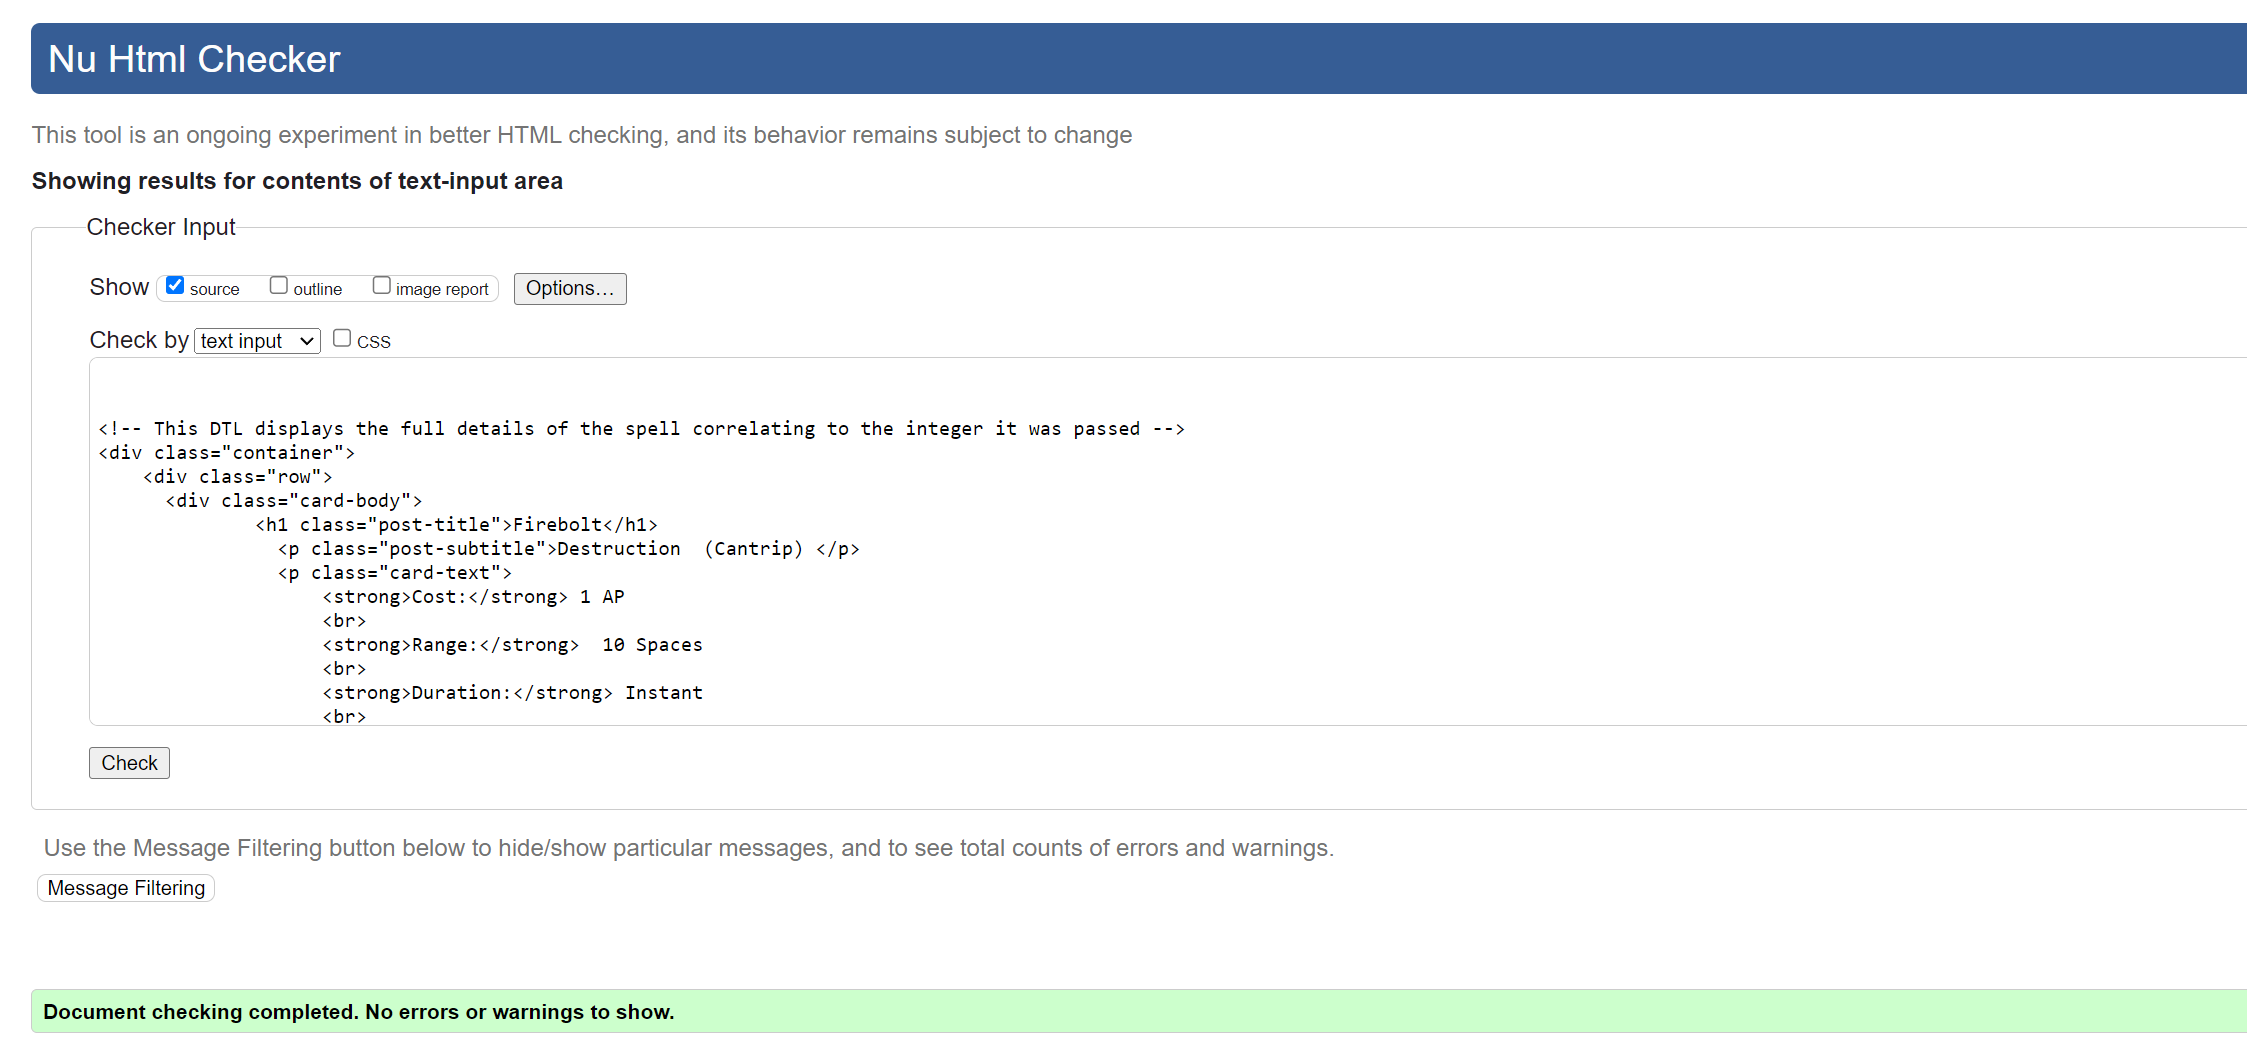 Nu Html Checker
This tool is an ongoing experiment in better HTML checking, and its behavior remains subject to change
Showing results for contents of text-input area
Checker Input
Show source outline image report Options...
Check by text input CSS
<!-- This DTL displays the full details of the spell correlating to the integer it was passed -->
<div class="container">
    <div class="row">
      <div class="card-body">
              <h1 class="post-title">Firebolt</h1>
                <p class="post-subtitle">Destruction  (Cantrip) </p>
                <p class="card-text">
                    <strong>Cost:</strong> 1 AP
                    <br>
                    <strong>Range:</strong>  10 Spaces
                    <br>
                    <strong>Duration:</strong> Instant
                    <br>
Check
Use the Message Filtering button below to hide/show particular messages, and to see total counts of errors and warnings.
Message Filtering
Document checking completed. No errors or warnings to show.